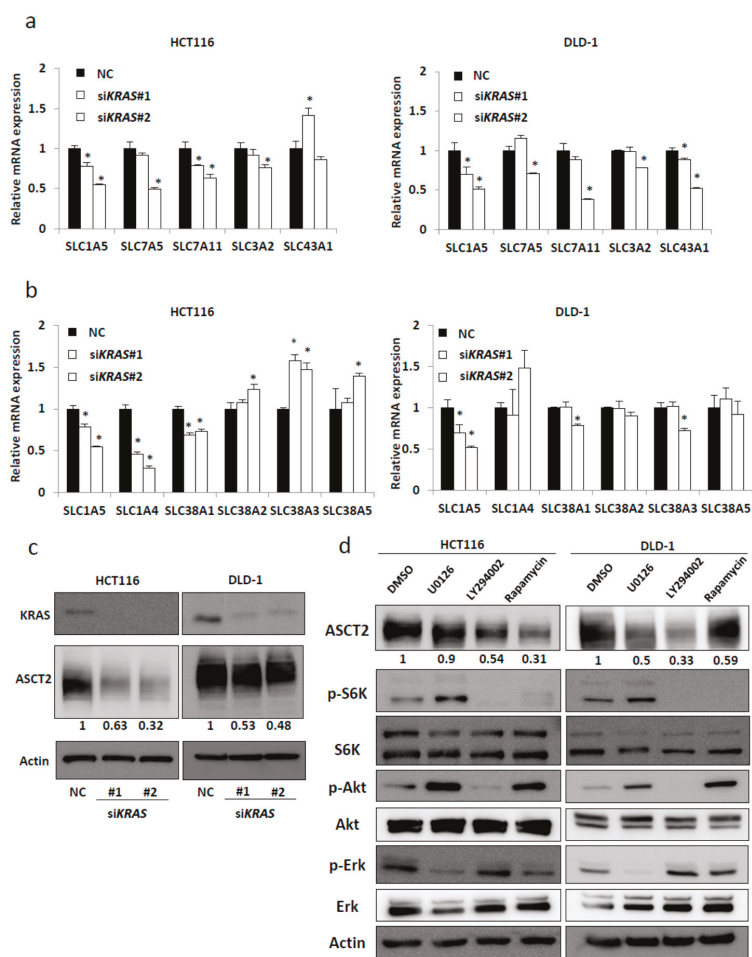 a
HCT116
Relative mRNA expression
2
1.5
1
0.5
0
NC
siKRAS#1
siKRAS#2
* * * * * * *
SLC1A5 SLC7A5 SLC7A11 SLC3A2 SLC43A1
DLD-1
Relative mRNA expression
2
1.5
1
0.5
0
NC
siKRAS#1
siKRAS#2
* * * * * * *
SLC1A5 SLC7A5 SLC7A11 SLC3A2 SLC43A1
b
HCT116
Relative mRNA expression
2
1.5
1
0.5
0
NC
siKRAS#1
siKRAS#2
* * * * * * * * * *
SLC1A5 SLC1A4 SLC38A1 SLC38A2 SLC38A3 SLC38A5
DLD-1
Relative mRNA expression
2
1.5
1
0.5
0
NC
siKRAS#1
siKRAS#2
* * * *
SLC1A5 SLC1A4 SLC38A1 SLC38A2 SLC38A3 SLC38A5
c
HCT116 DLD-1
KRAS
ASCT2
1 0.63 0.32 1 0.53 0.48
Actin
NC #1 #2 NC #1 #2
siKRAS siKRAS
d
HCT116 DLD-1
DMSO U0126 LY294002 Rapamycin DMSO U0126 LY294002 Rapamycin
ASCT2
1 0.9 0.54 0.31 1 0.5 0.33 0.59
p-S6K
S6K
p-Akt
Akt
p-Erk
Erk
Actin